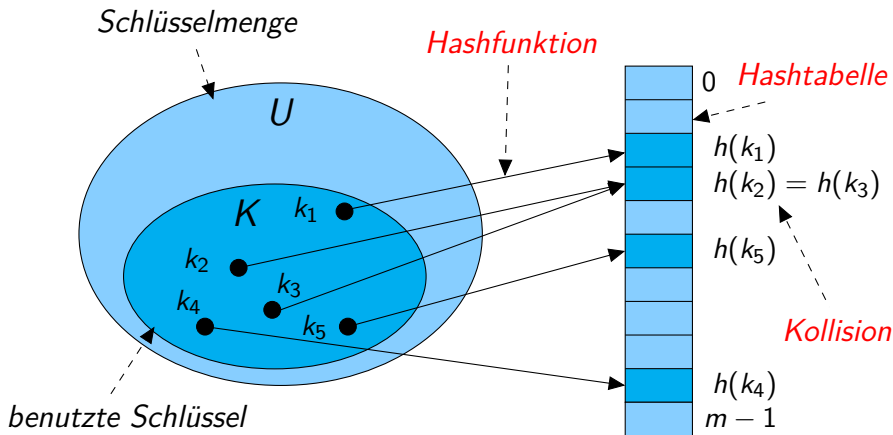 Schlüsselmenge
Hashfunktion
0
Hashtabelle
U
h(k₁)
K
k₁
h(k₂) = h(k₃)
k₂
h(k₅)
k₃
k₄
k₅
Kollision
h(k₄)
benutzte Schlüssel
m − 1